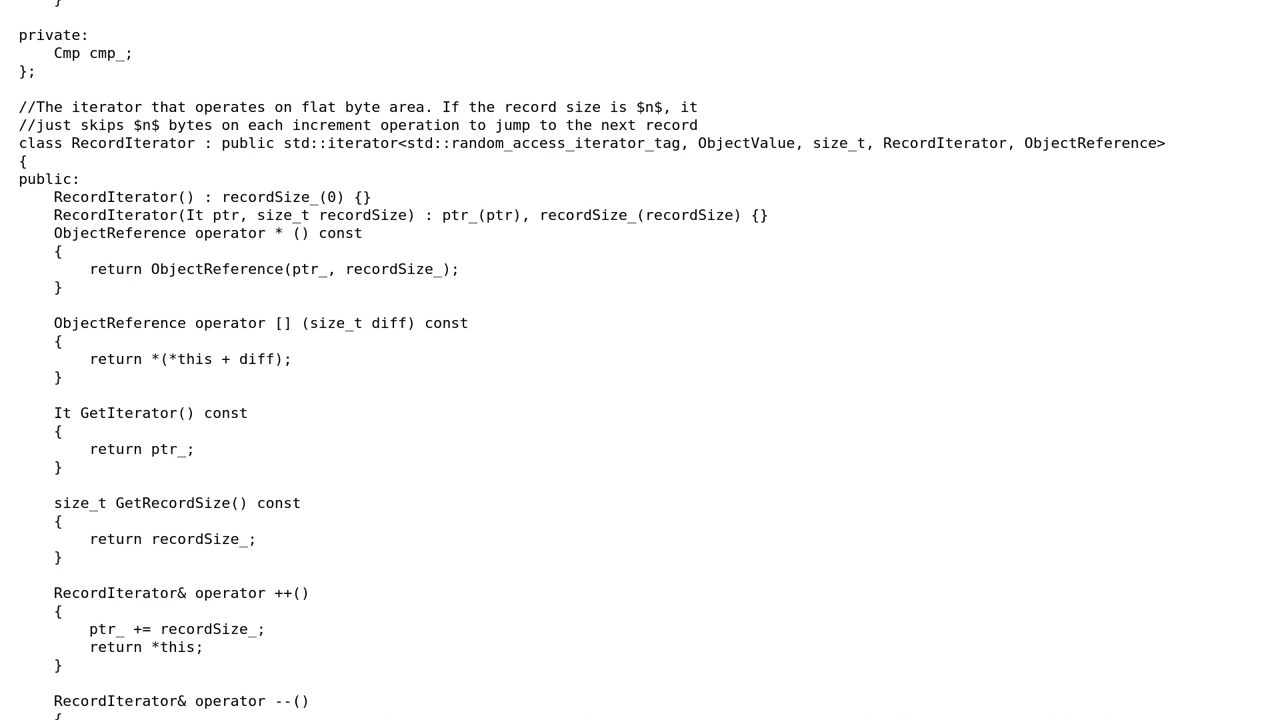 }

private:
    Cmp cmp_;
};

//The iterator that operates on flat byte area. If the record size is $n$, it
//just skips $n$ bytes on each increment operation to jump to the next record
class RecordIterator : public std::iterator<std::random_access_iterator_tag, ObjectValue, size_t, RecordIterator, ObjectReference>
{
public:
    RecordIterator() : recordSize_(0) {}
    RecordIterator(It ptr, size_t recordSize) : ptr_(ptr), recordSize_(recordSize) {}
    ObjectReference operator * () const
    {
        return ObjectReference(ptr_, recordSize_);
    }

    ObjectReference operator [] (size_t diff) const
    {
        return *(*this + diff);
    }

    It GetIterator() const
    {
        return ptr_;
    }

    size_t GetRecordSize() const
    {
        return recordSize_;
    }

    RecordIterator& operator ++()
    {
        ptr_ += recordSize_;
        return *this;
    }

    RecordIterator& operator --()
    {